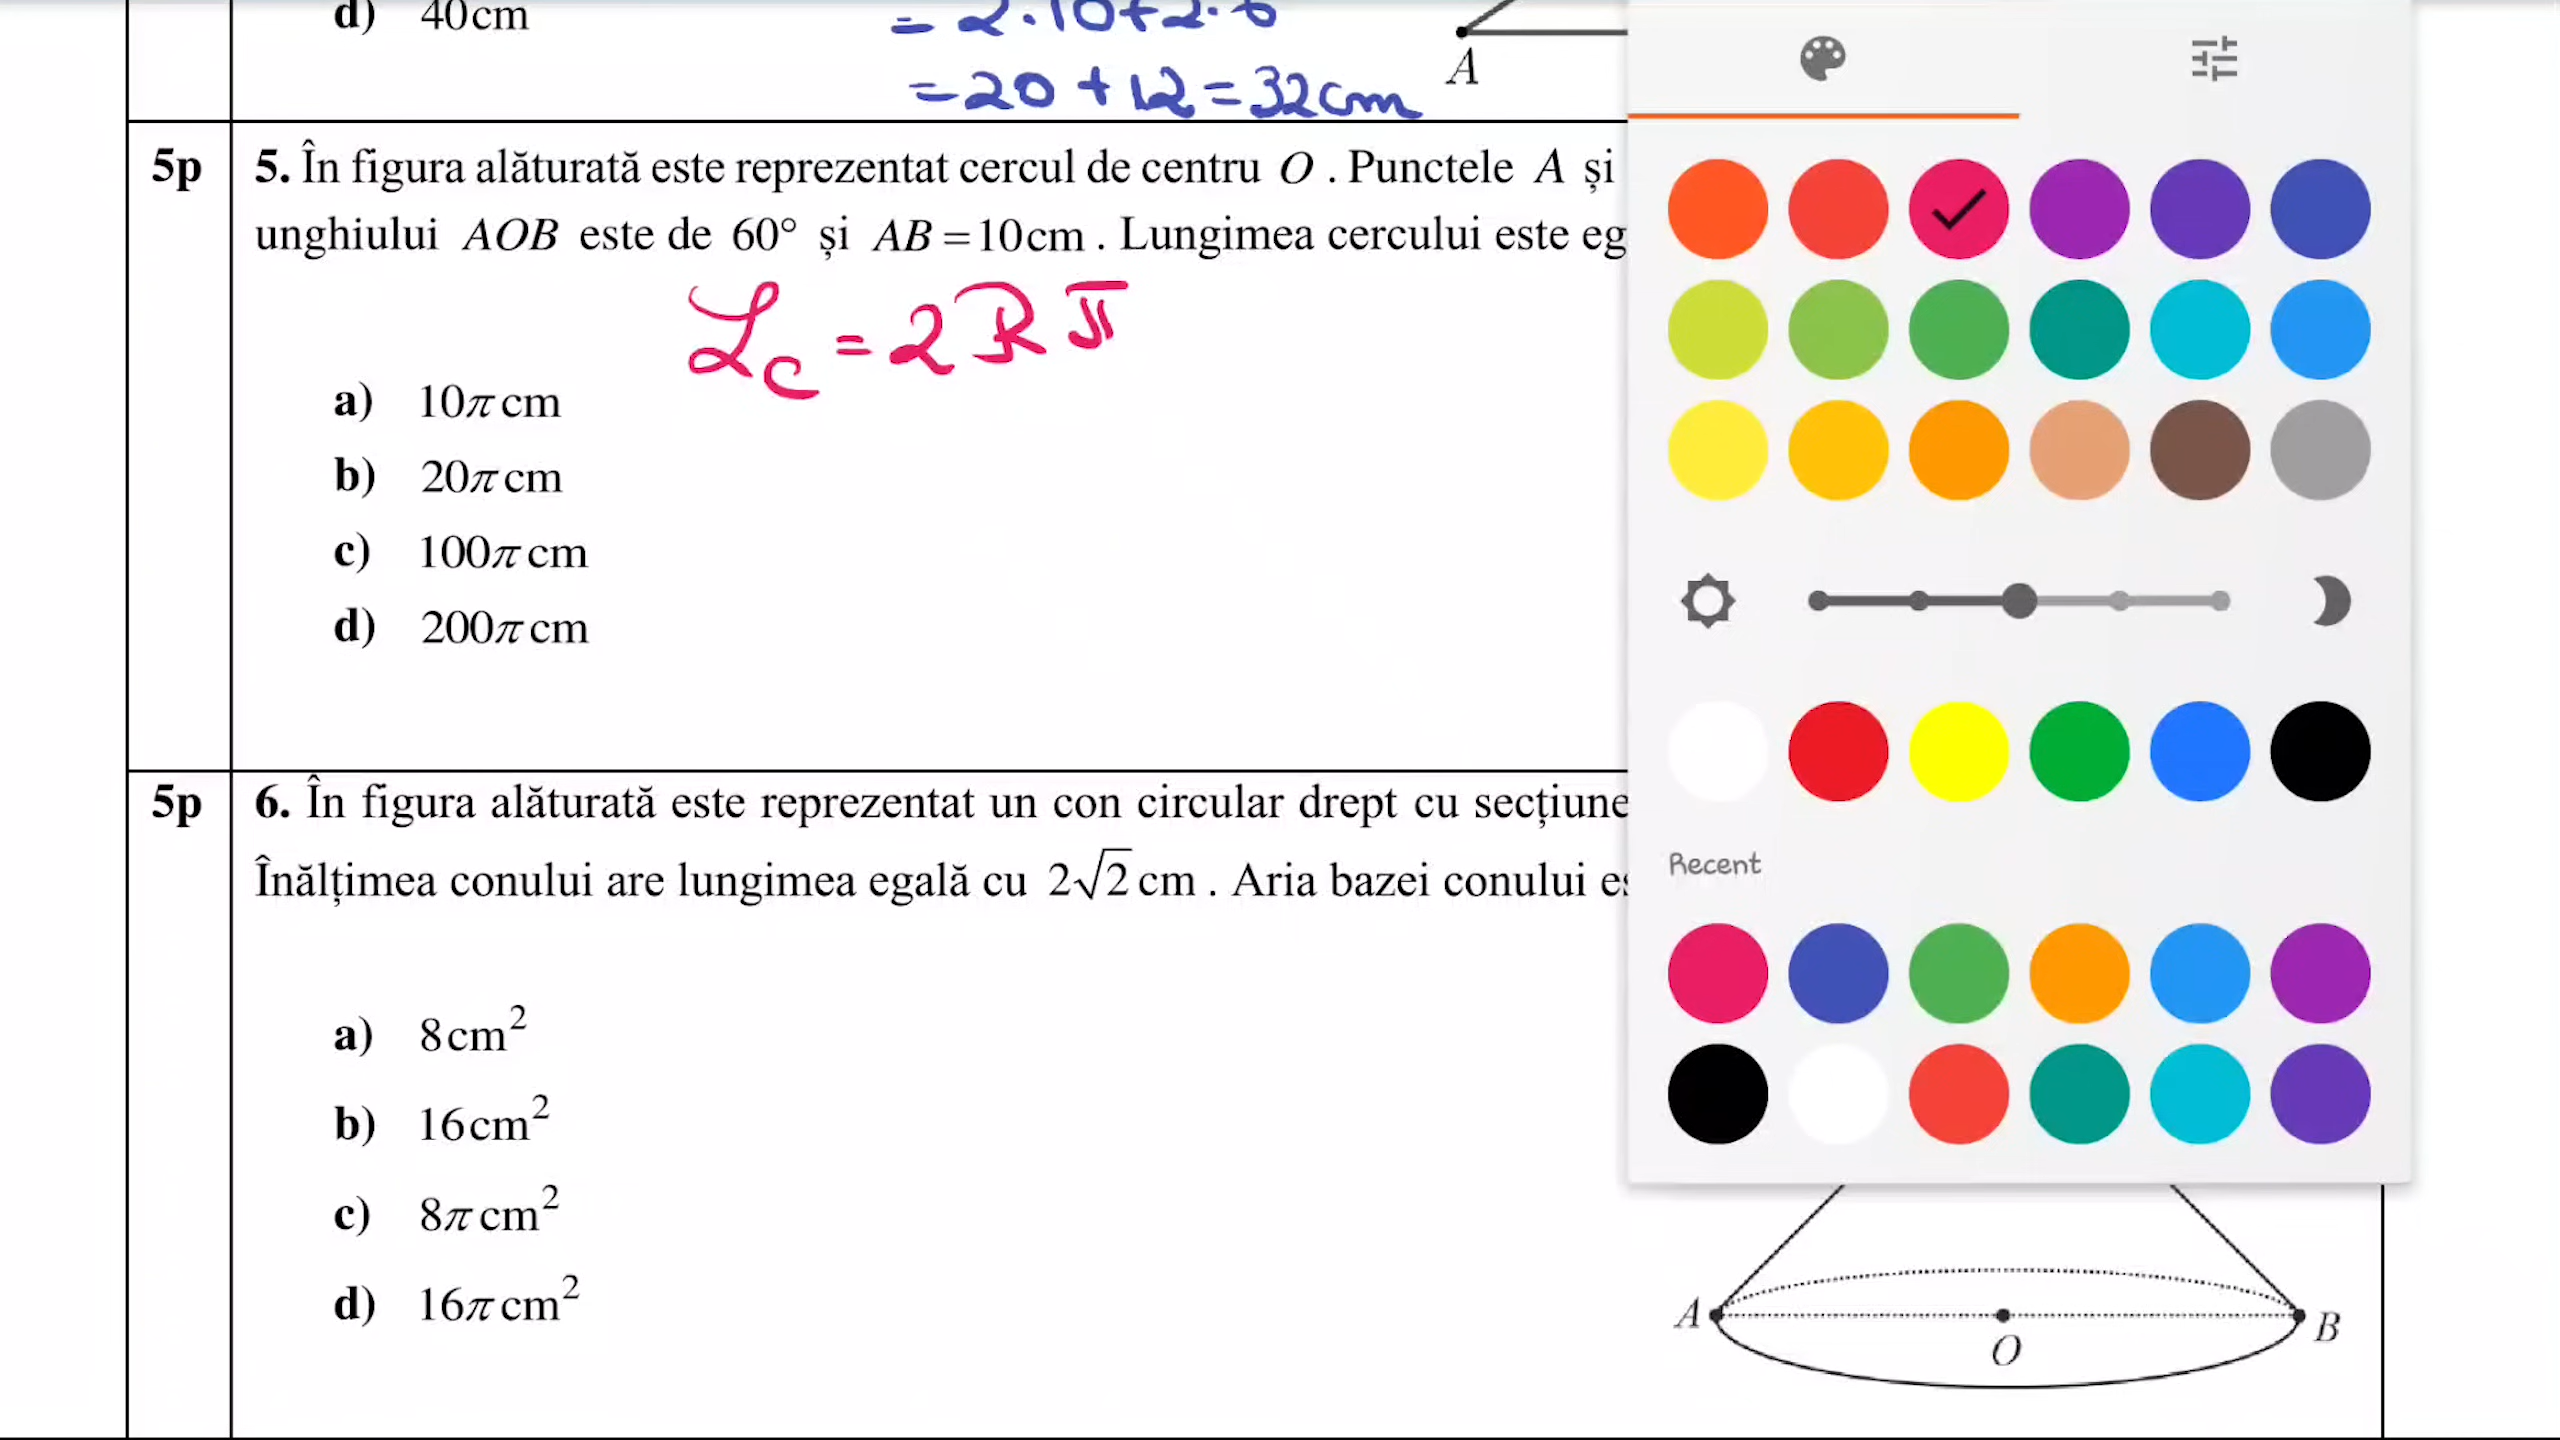 d) 40cm
= 2·10+2·6
=20+12=32cm
A
5p
5. În figura alăturată este reprezentat cercul de centru O. Punctele A și
unghiului AOB este de 60° și AB=10cm. Lungimea cercului este eg
Lc = 2Rπ
a) 10π cm
b) 20π cm
c) 100π cm
d) 200π cm
5p
6. În figura alăturată este reprezentat un con circular drept cu secțiune
Înălțimea conului are lungimea egală cu 2√2 cm. Aria bazei conului es
a) 8cm²
b) 16cm²
c) 8π cm²
d) 16π cm²
Recent
A
O
B